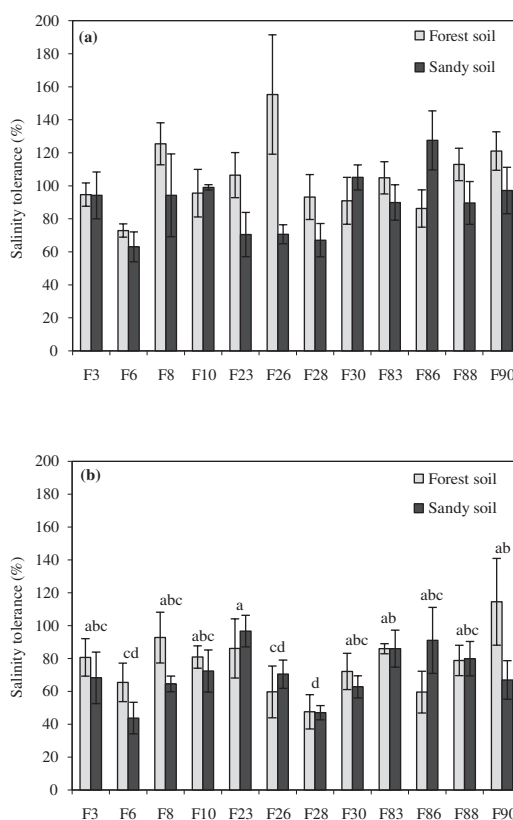 (a)
Forest soil
Sandy soil
Salinity tolerance (%)
200
180
160
140
120
100
80
60
40
20
0
F3 F6 F8 F10 F23 F26 F28 F30 F83 F86 F88 F90
(b)
Forest soil
Sandy soil
Salinity tolerance (%)
200
180
160
140
120
100
80
60
40
20
0
abc cd abc abc a cd d abc ab abc abc ab
F3 F6 F8 F10 F23 F26 F28 F30 F83 F86 F88 F90